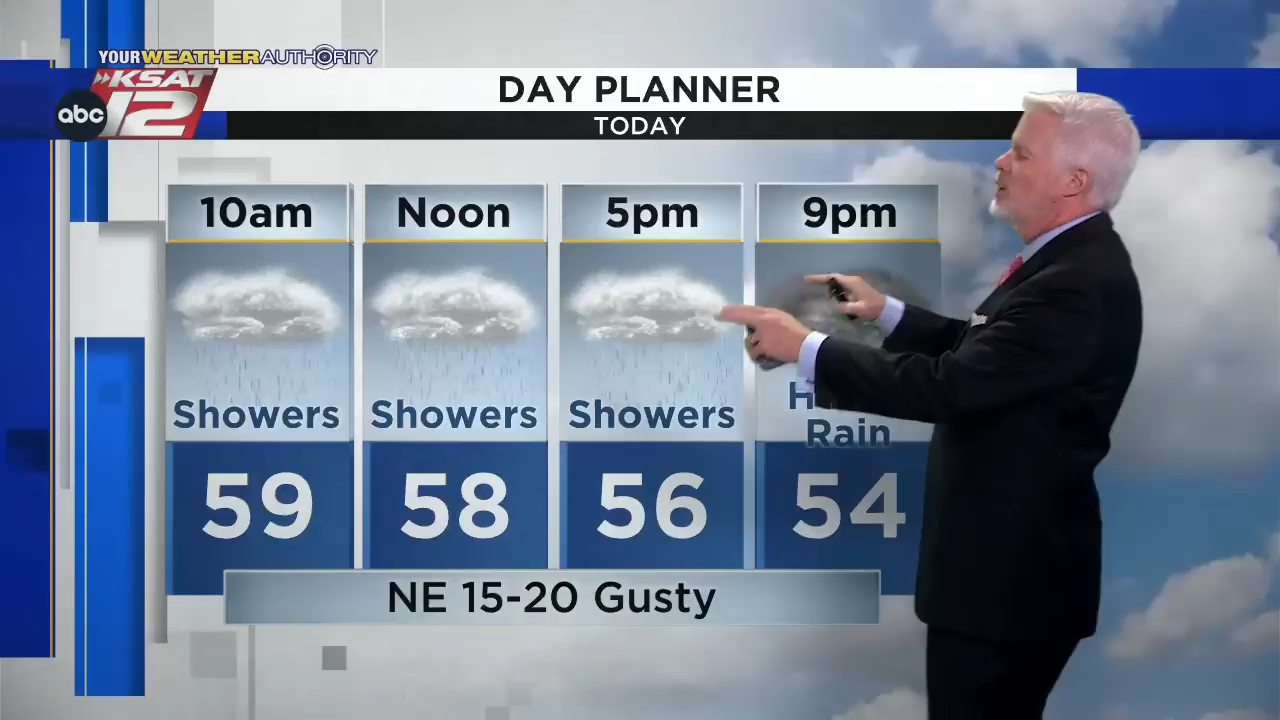 YOUR WEATHER AUTHORITY
KSAT
abc 12
DAY PLANNER
TODAY
10am Noon 5pm 9pm
Showers Showers Showers
Rain
59 58 56 54
NE 15-20 Gusty